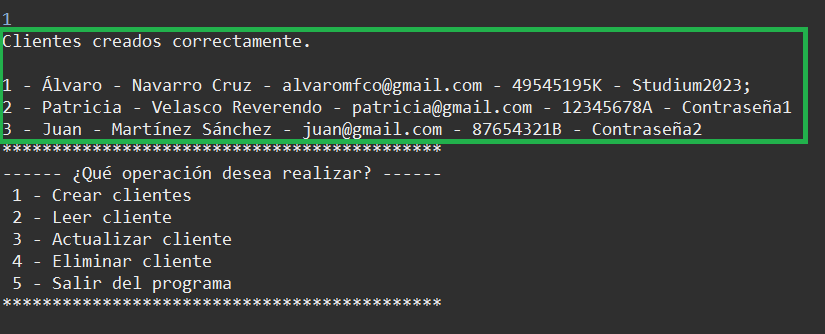 1
Clientes creados correctamente.
1 - Álvaro - Navarro Cruz - alvaromfco@gmail.com - 49545195K - Studium2023;
2 - Patricia - Velasco Reverendo - patricia@gmail.com - 12345678A - Contraseña1
3 - Juan - Martínez Sánchez - juan@gmail.com - 87654321B - Contraseña2
********************************************
------ ¿Qué operación desea realizar? ------
1 - Crear clientes
2 - Leer cliente
3 - Actualizar cliente
4 - Eliminar cliente
5 - Salir del programa
********************************************